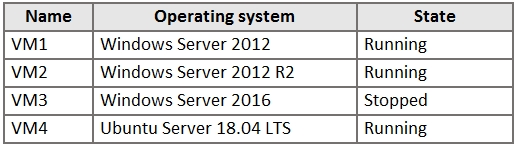 Name Operating system State
VM1 Windows Server 2012 Running
VM2 Windows Server 2012 R2 Running
VM3 Windows Server 2016 Stopped
VM4 Ubuntu Server 18.04 LTS Running